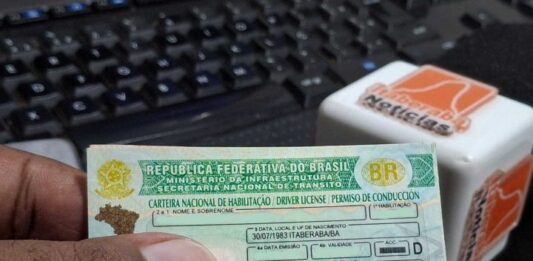 REPÚBLICA FEDERATIVA DO BRASIL
MINISTÉRIO DA INFRAESTRUTURA
SECRETARIA NACIONAL DE TRÂNSITO
BR
CARTEIRA NACIONAL DE HABILITAÇÃO / DRIVER LICENSE / PERMISO DE CONDUCCIÓN
2 e 1 NOME E SOBRENOME
1ª HABILITAÇÃO
3 DATA, LOCAL E UF DE NASCIMENTO
30/07/1983 ITABERABA/BA
4a DATA EMISSÃO
4b VALIDADE
ACC
D
Itaberaba
Notícias